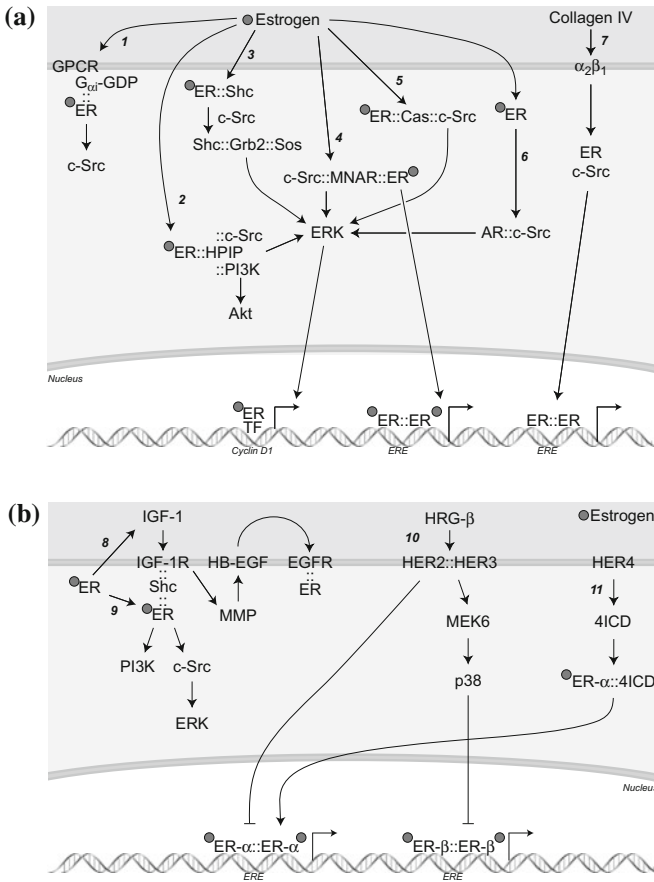 (a)
Estrogen
Collagen IV
1
3
7
GPCR
α2β1
Gαi-GDP
::
ER
ER::Shc
5
ER::Cas::c-Src
ER
c-Src
c-Src
Shc::Grb2::Sos
4
6
ER
c-Src
2
c-Src::MNAR::ER
::c-Src
ER::HPIP
::PI3K
ERK
AR::c-Src
Akt
Nucleus
ER
TF
ER::ER
ER::ER
Cyclin D1
ERE
ERE
(b)
IGF-1
HRG-β
Estrogen
8
10
IGF-1R
HB-EGF
EGFR
HER2::HER3
HER4
::
Shc
::
ER
::
ER
ER
9
MMP
11
MEK6
4ICD
PI3K
c-Src
p38
ER-α::4ICD
ERK
Nucleus
ER-α::ER-α
ER-β::ER-β
ERE
ERE